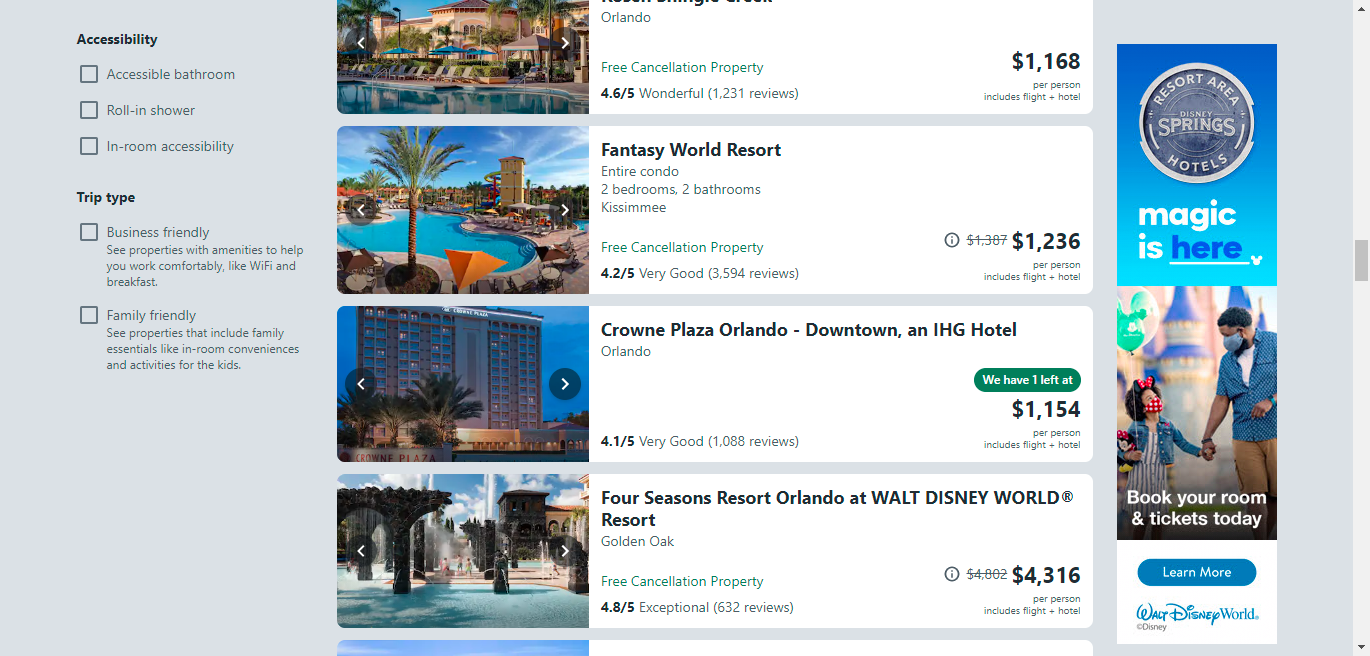 Accessibility
Accessible bathroom
Roll-in shower
In-room accessibility
Trip type
Business friendly
See properties with amenities to help
you work comfortably, like WiFi and
breakfast.
Family friendly
See properties that include family
essentials like in-room conveniences
and activities for the kids.
Rosen Shingle Creek
Orlando
Free Cancellation Property
4.6/5 Wonderful (1,231 reviews)
$1,168
per person
includes flight + hotel
Fantasy World Resort
Entire condo
2 bedrooms, 2 bathrooms
Kissimmee
Free Cancellation Property
4.2/5 Very Good (3,594 reviews)
$1,387 $1,236
per person
includes flight + hotel
CROWNE PLAZA
CROWNE PLAZA
Crowne Plaza Orlando - Downtown, an IHG Hotel
Orlando
We have 1 left at
$1,154
4.1/5 Very Good (1,088 reviews)
per person
includes flight + hotel
Four Seasons Resort Orlando at WALT DISNEY WORLD®
Resort
Golden Oak
Free Cancellation Property
4.8/5 Exceptional (632 reviews)
$4,802 $4,316
per person
includes flight + hotel
RESORT AREA
DISNEY
SPRINGS
HOTELS
magic
is here
Book your room
& tickets today
Learn More
Walt Disney World.
©Disney